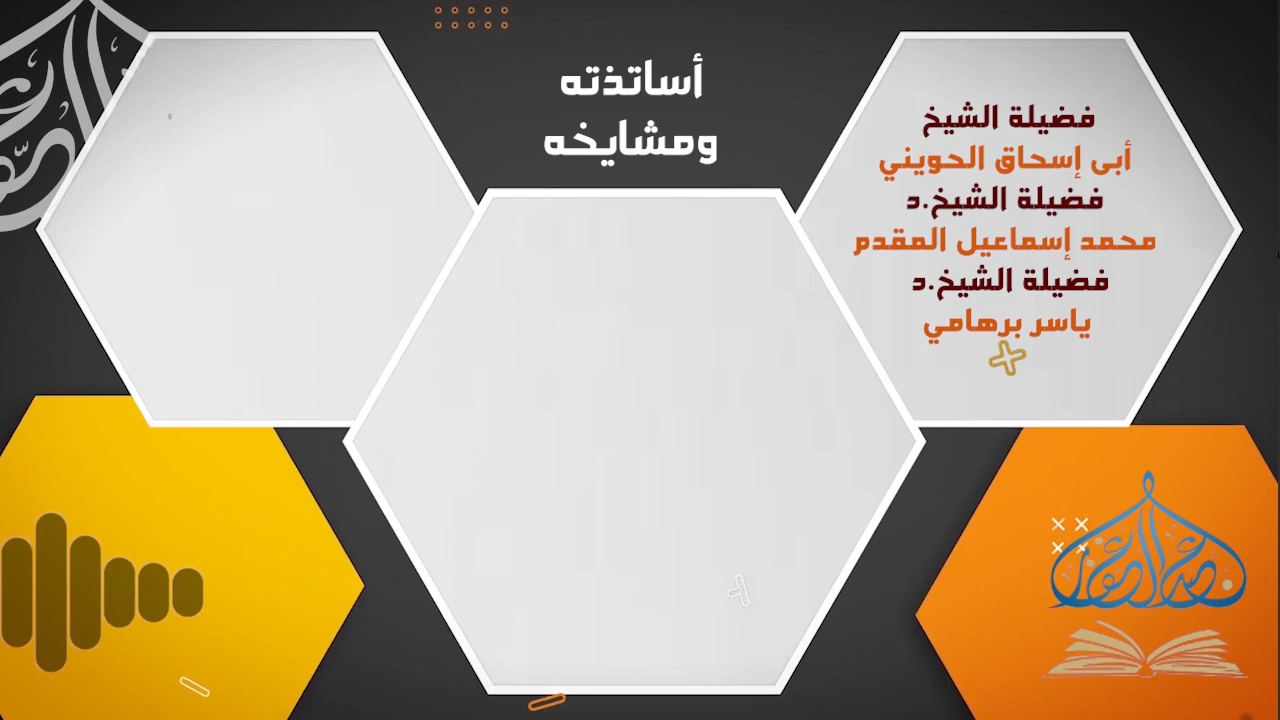 أساتذته
ومشايخه
فضيلة الشيخ
أبى إسحاق الحويني
فضيلة الشيخ.د
محمد إسماعيل المقدم
فضيلة الشيخ.د
ياسر برهامي